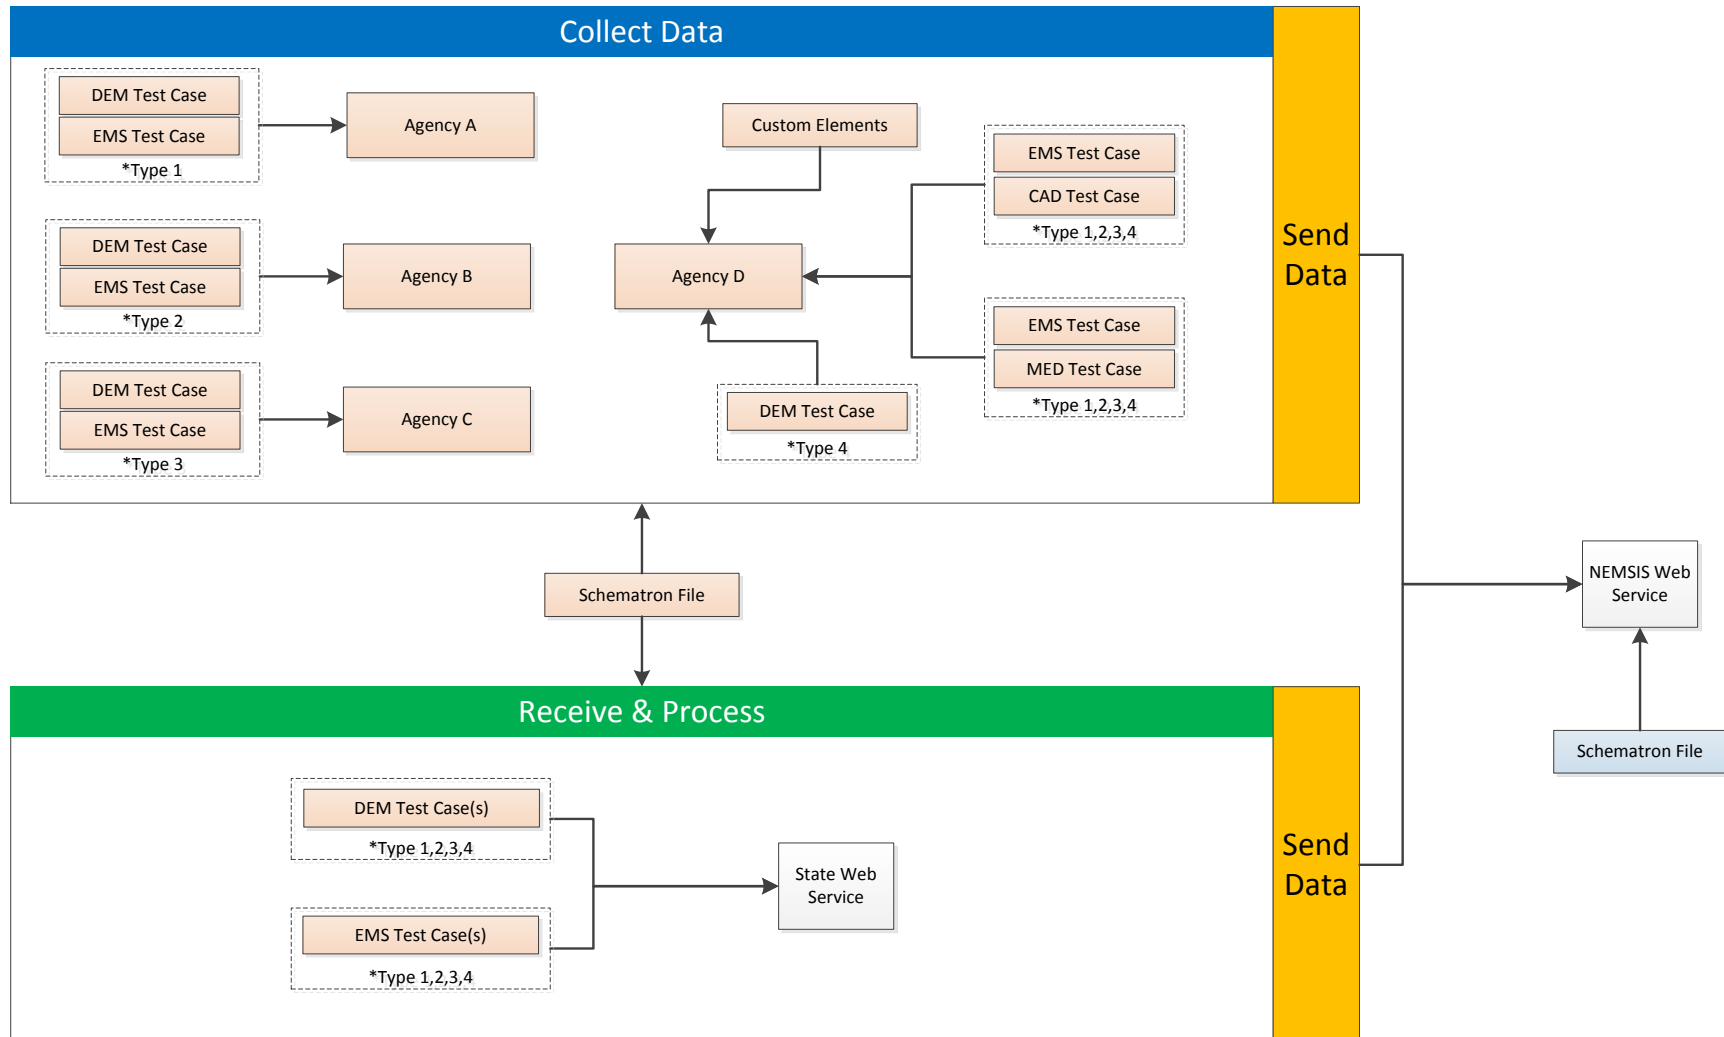 Collect Data
DEM Test Case
EMS Test Case
*Type 1
Agency A
DEM Test Case
EMS Test Case
*Type 2
Agency B
DEM Test Case
EMS Test Case
*Type 3
Agency C
Custom Elements
Agency D
DEM Test Case
*Type 4
EMS Test Case
CAD Test Case
*Type 1,2,3,4
EMS Test Case
MED Test Case
*Type 1,2,3,4
Send
Data
Schematron File
NEMSIS Web
Service
Schematron File
Receive & Process
DEM Test Case(s)
*Type 1,2,3,4
EMS Test Case(s)
*Type 1,2,3,4
State Web
Service
Send
Data